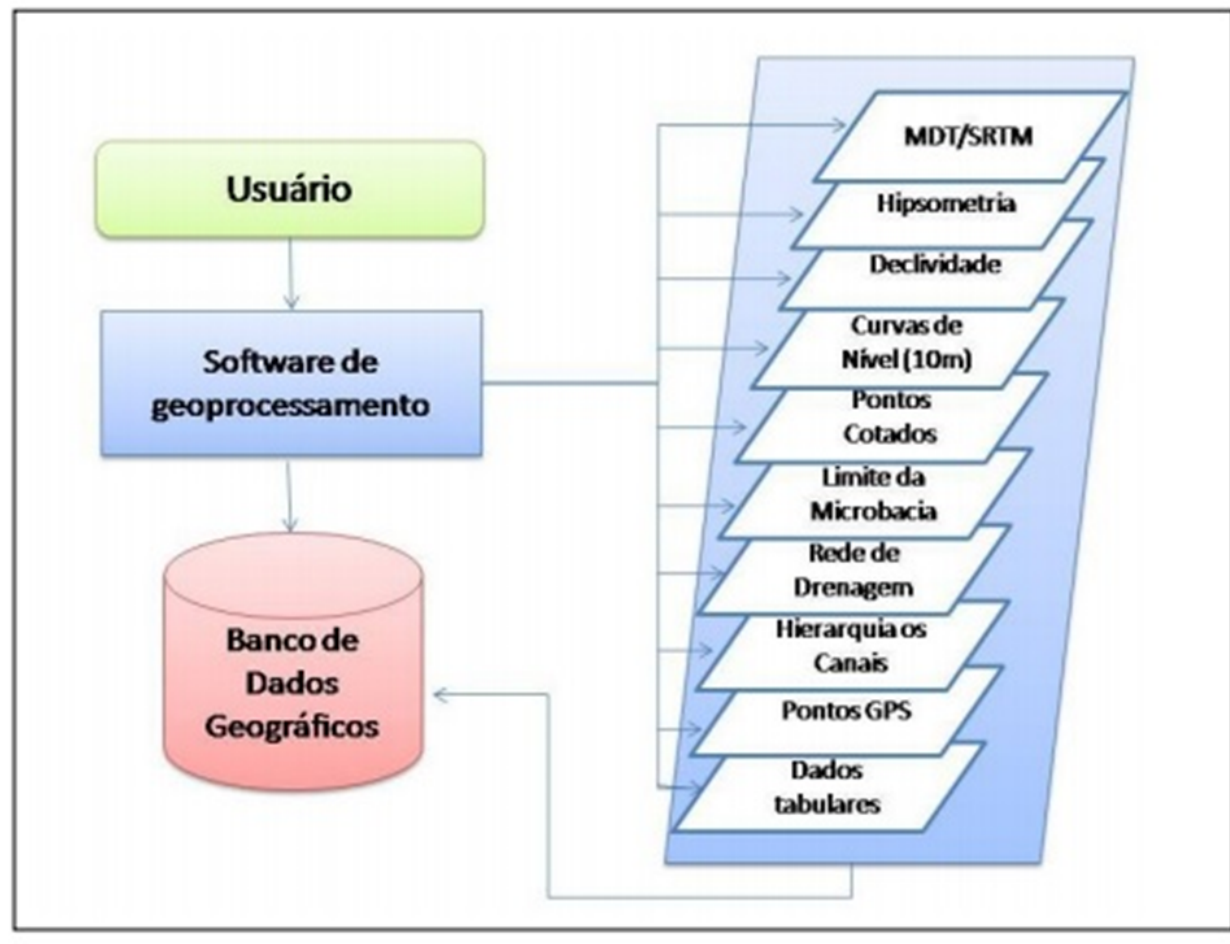 Usuário
Software de
geoprocessamento
Banco de
Dados
Geográficos
MDT/SRTM
Hipsometria
Declividade
Curvas de
Nível (10m)
Pontos
Cotados
Limite da
Microbacia
Rede de
Drenagem
Hierarquia os
Canais
Pontos GPS
Dados
tabulares